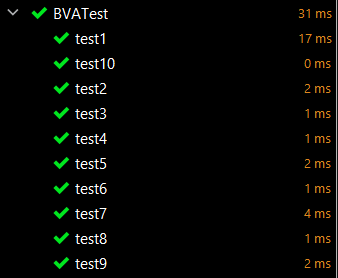 BVATest 31 ms
test1 17 ms
test10 0 ms
test2 2 ms
test3 1 ms
test4 1 ms
test5 2 ms
test6 1 ms
test7 4 ms
test8 1 ms
test9 2 ms